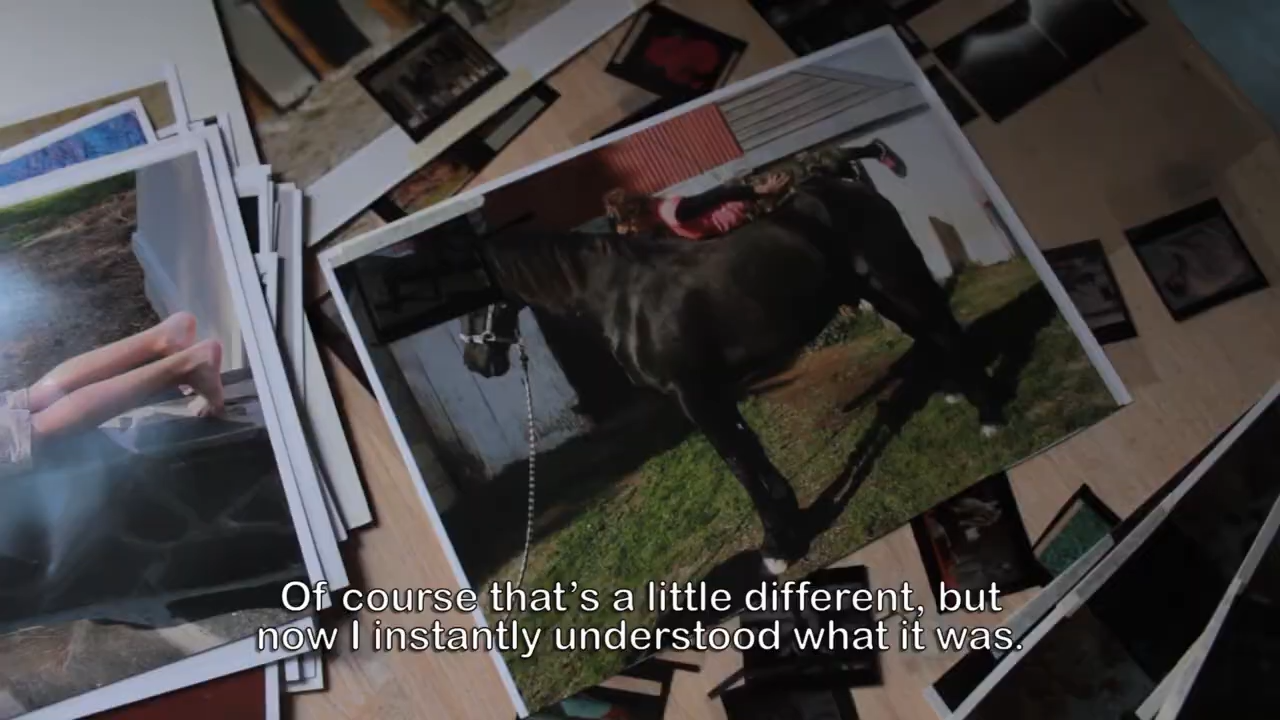 Of course that's a little different, but
now I instantly understood what it was.